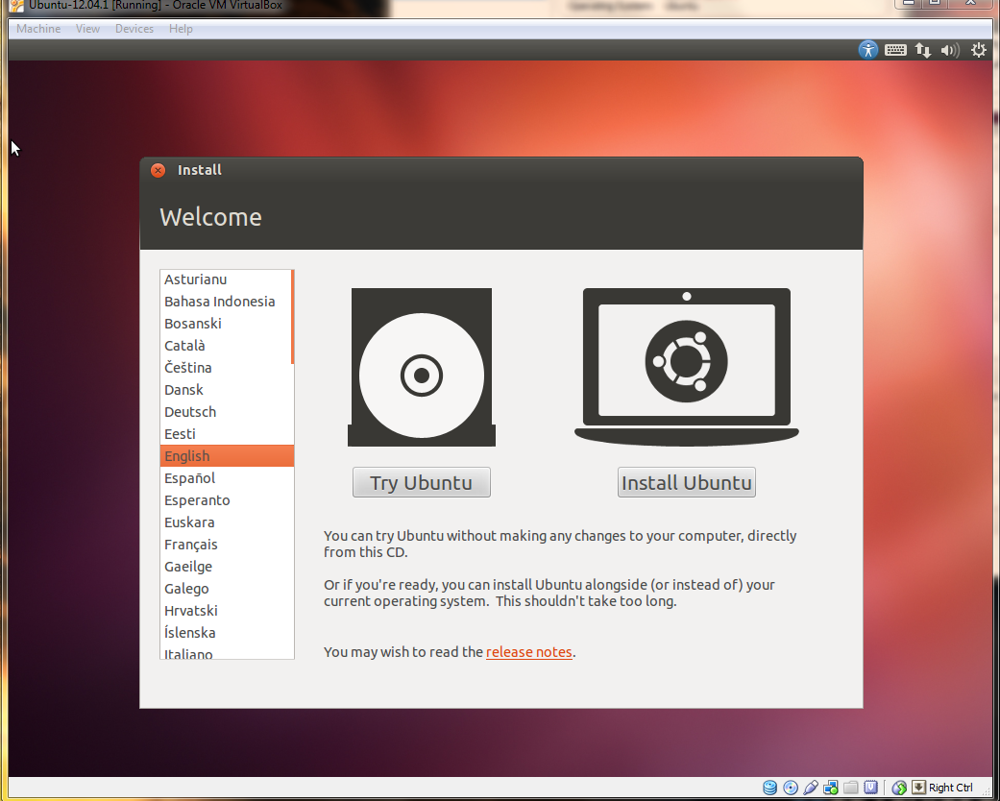 Ubuntu-12.04.1 [Running] - Oracle VM VirtualBox
Machine View Devices Help
Install
Welcome
Asturianu
Bahasa Indonesia
Bosanski
Català
Čeština
Dansk
Deutsch
Eesti
English
Español
Esperanto
Euskara
Français
Gaeilge
Galego
Hrvatski
Íslenska
Italiano
Try Ubuntu
Install Ubuntu
You can try Ubuntu without making any changes to your computer, directly
from this CD.
Or if you're ready, you can install Ubuntu alongside (or instead of) your
current operating system. This shouldn't take too long.
You may wish to read the release notes.
Right Ctrl